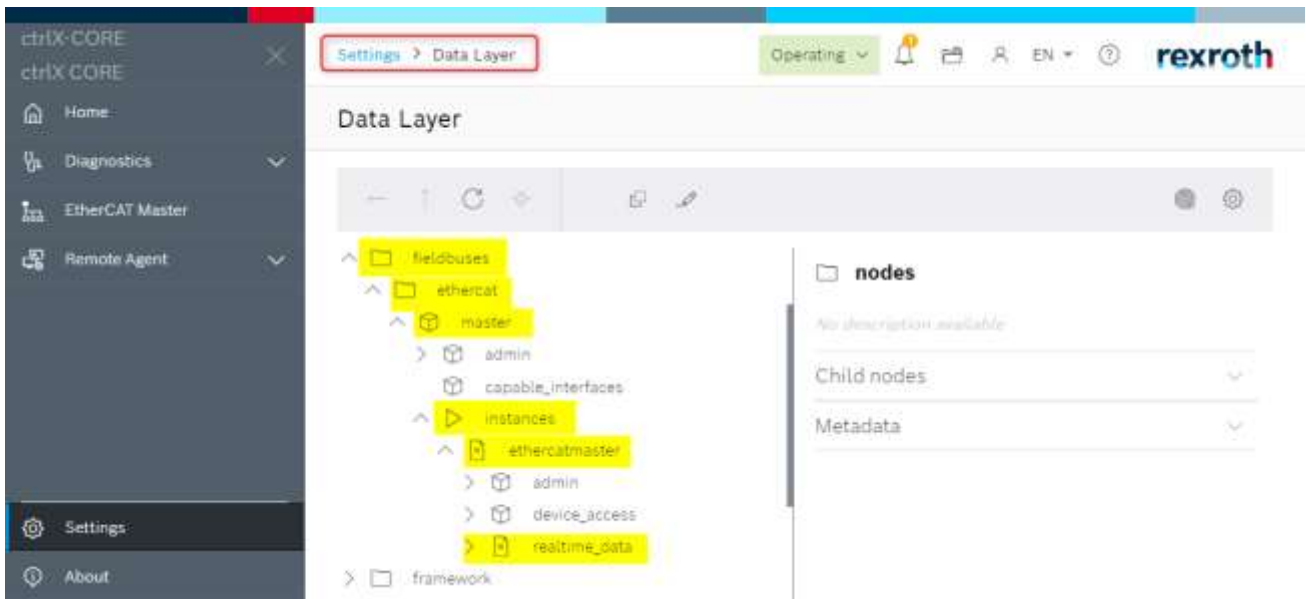 ctrlX-CORE
ctrlX CORE
Home
Diagnostics
EtherCAT Master
Remote Agent
Settings
About
Settings > Data Layer
Operating
EN
rexroth
Data Layer
fieldbuses
ethercat
master
admin
capable_interfaces
instances
ethercatmaster
admin
device_access
realtime_data
framework
nodes
No description available
Child nodes
Metadata